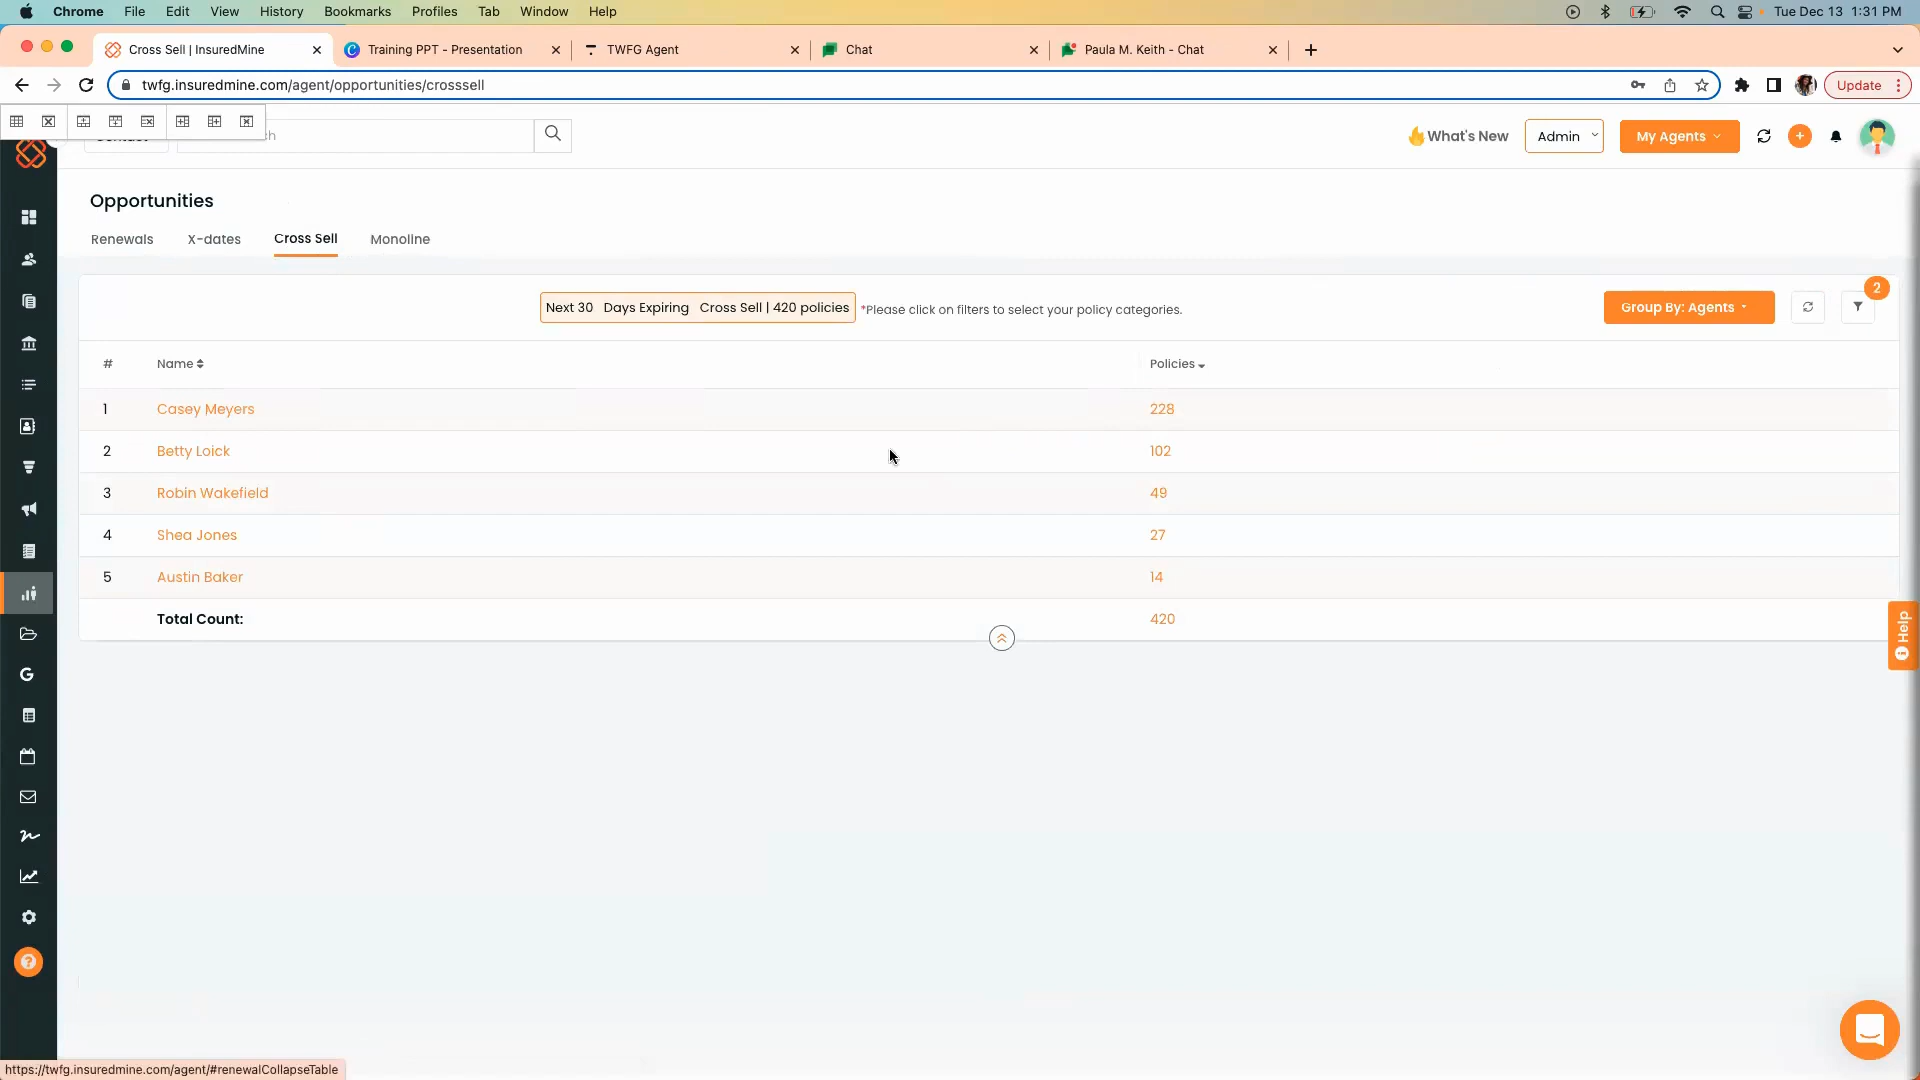 Chrome File Edit View History Bookmarks Profiles Tab Window Help Tue Dec 13 1:31 PM
Cross Sell | InsuredMine Training PPT - Presentation TWFG Agent Chat Paula M. Keith - Chat
twfg.insuredmine.com/agent/opportunities/crosssell Update
What's New Admin My Agents
Opportunities
Renewals X-dates Cross Sell Monoline
2
Next 30 Days Expiring Cross Sell | 420 policies *Please click on filters to select your policy categories. Group By: Agents
# Name Policies
1 Casey Meyers 228
2 Betty Loick 102
3 Robin Wakefield 49
4 Shea Jones 27
5 Austin Baker 14
Total Count: 420
Help
https://twfg.insuredmine.com/agent/#renewalCollapseTable